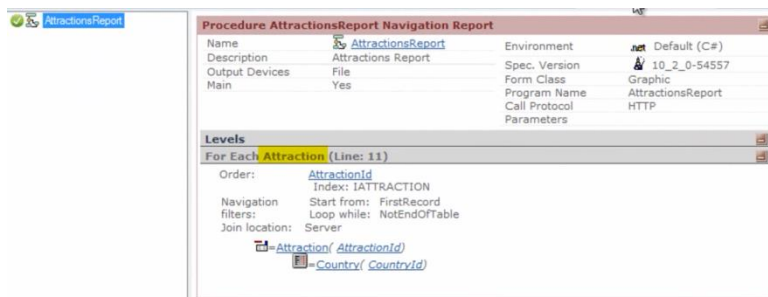 AttractionsReport
Procedure AttractionsReport Navigation Report
Name AttractionsReport
Description Attractions Report
Output Devices File
Main Yes
Environment .net Default (C#)
Spec. Version 10_2_0-54557
Form Class Graphic
Program Name AttractionsReport
Call Protocol HTTP
Parameters
Levels
For Each Attraction (Line: 11)
Order: AttractionId
Index: IATTRACTION
Navigation Start from: FirstRecord
filters: Loop while: NotEndOfTable
Join location: Server
=Attraction( AttractionId)
=Country( CountryId)